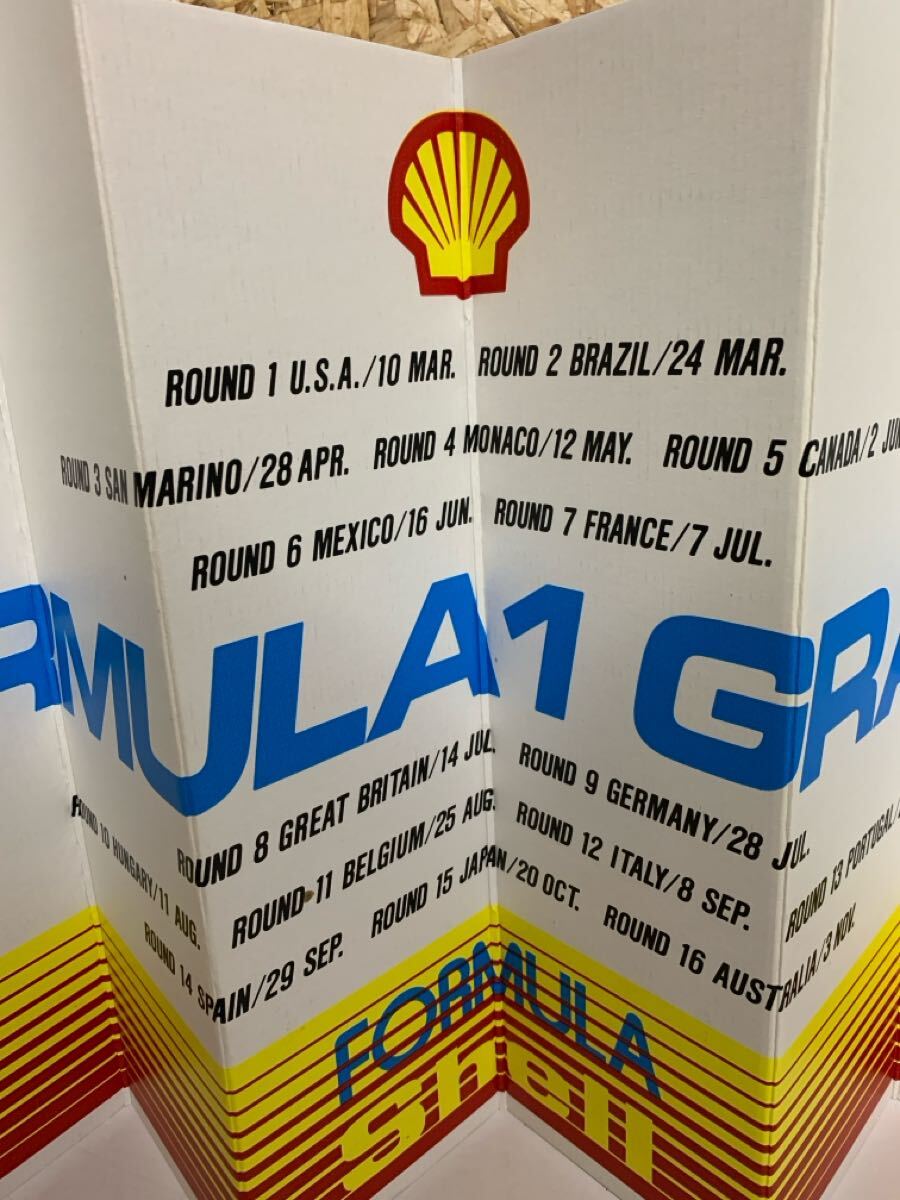 ROUND 1 U.S.A./10 MAR. ROUND 2 BRAZIL/24 MAR.
ROUND 3 SAN MARINO/28 APR. ROUND 4 MONACO/12 MAY. ROUND 5 CANADA/2 JUN
ROUND 6 MEXICO/16 JUN. ROUND 7 FRANCE/7 JUL.
RMULA 1 GRA
ROUND 8 GREAT BRITAIN/14 JUL. ROUND 9 GERMANY/28 JUL.
ROUND 10 HUNGARY/11 AUG. ROUND 11 BELGIUM/25 AUG. ROUND 12 ITALY/8 SEP. ROUND 13 PORTUGAL/
ROUND 14 SPAIN/29 SEP. ROUND 15 JAPAN/20 OCT. ROUND 16 AUSTRALIA/3 NOV.
FORMULA
Shell